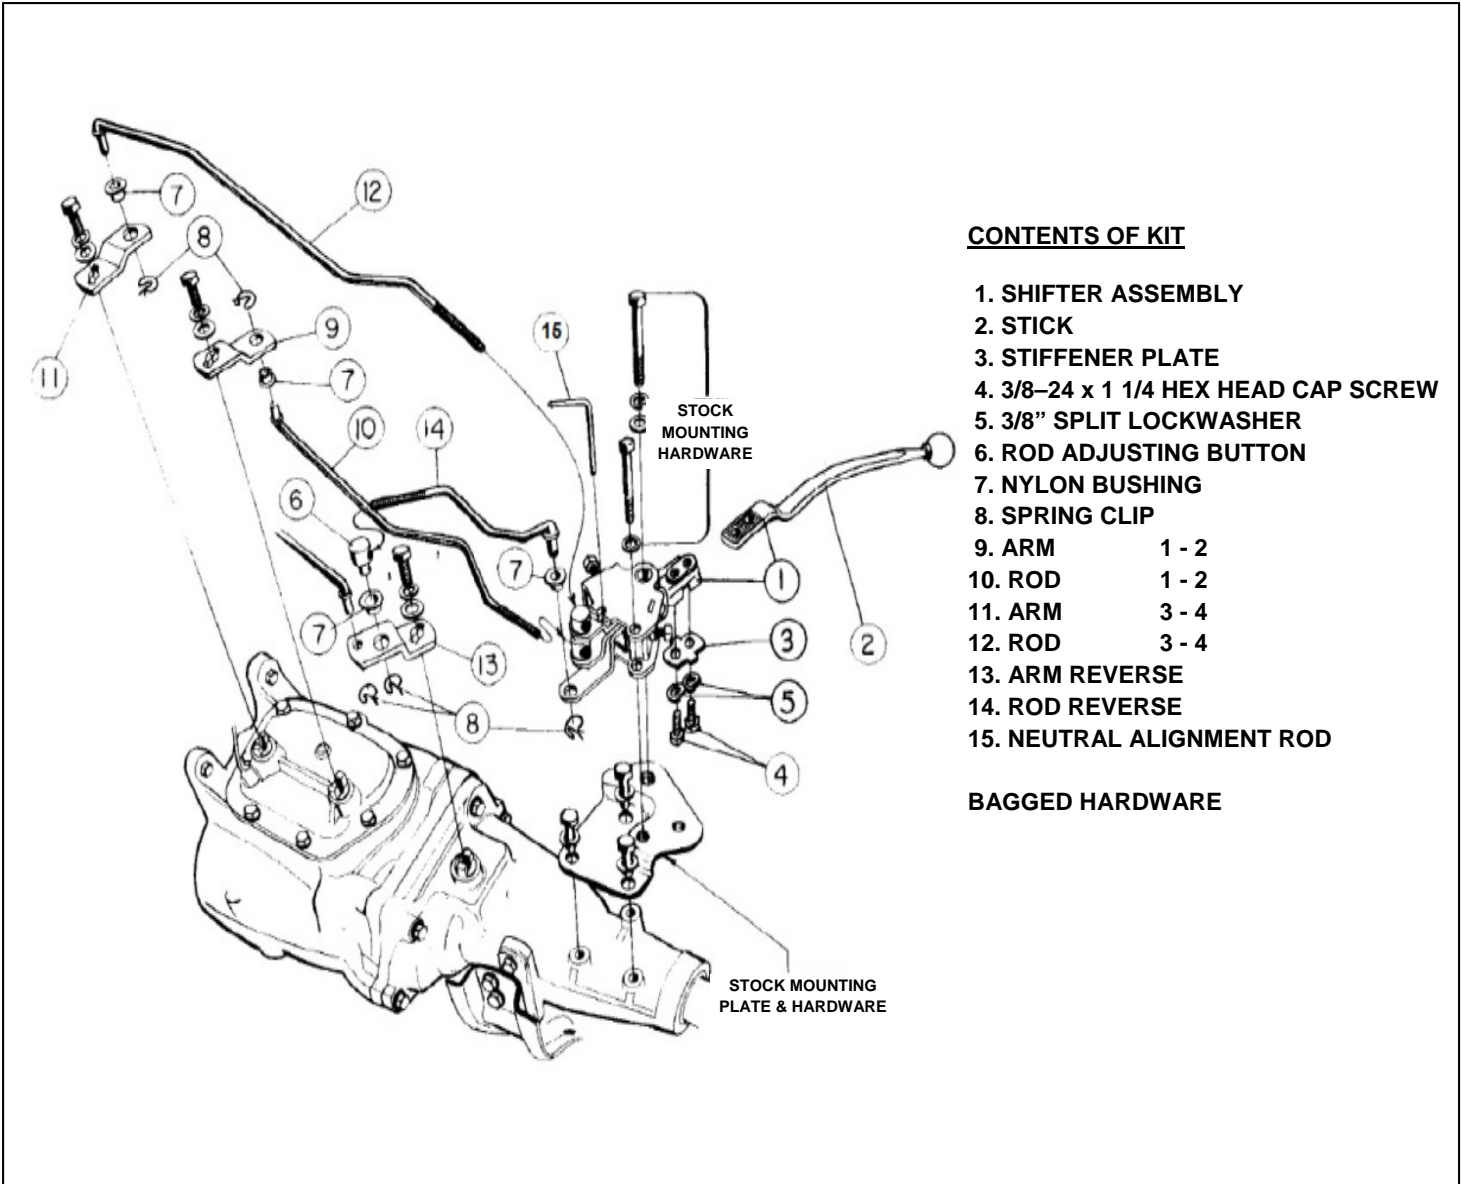 CONTENTS OF KIT
1. SHIFTER ASSEMBLY
2. STICK
3. STIFFENER PLATE
4. 3/8–24 x 1 1/4 HEX HEAD CAP SCREW
5. 3/8” SPLIT LOCKWASHER
6. ROD ADJUSTING BUTTON
7. NYLON BUSHING
8. SPRING CLIP
9. ARM 1 - 2
10. ROD 1 - 2
11. ARM 3 - 4
12. ROD 3 - 4
13. ARM REVERSE
14. ROD REVERSE
15. NEUTRAL ALIGNMENT ROD
BAGGED HARDWARE
7
12
8
11
9
7
15
STOCK
MOUNTING
HARDWARE
10
14
6
7
1
2
7
13
3
5
8
4
STOCK MOUNTING
PLATE & HARDWARE